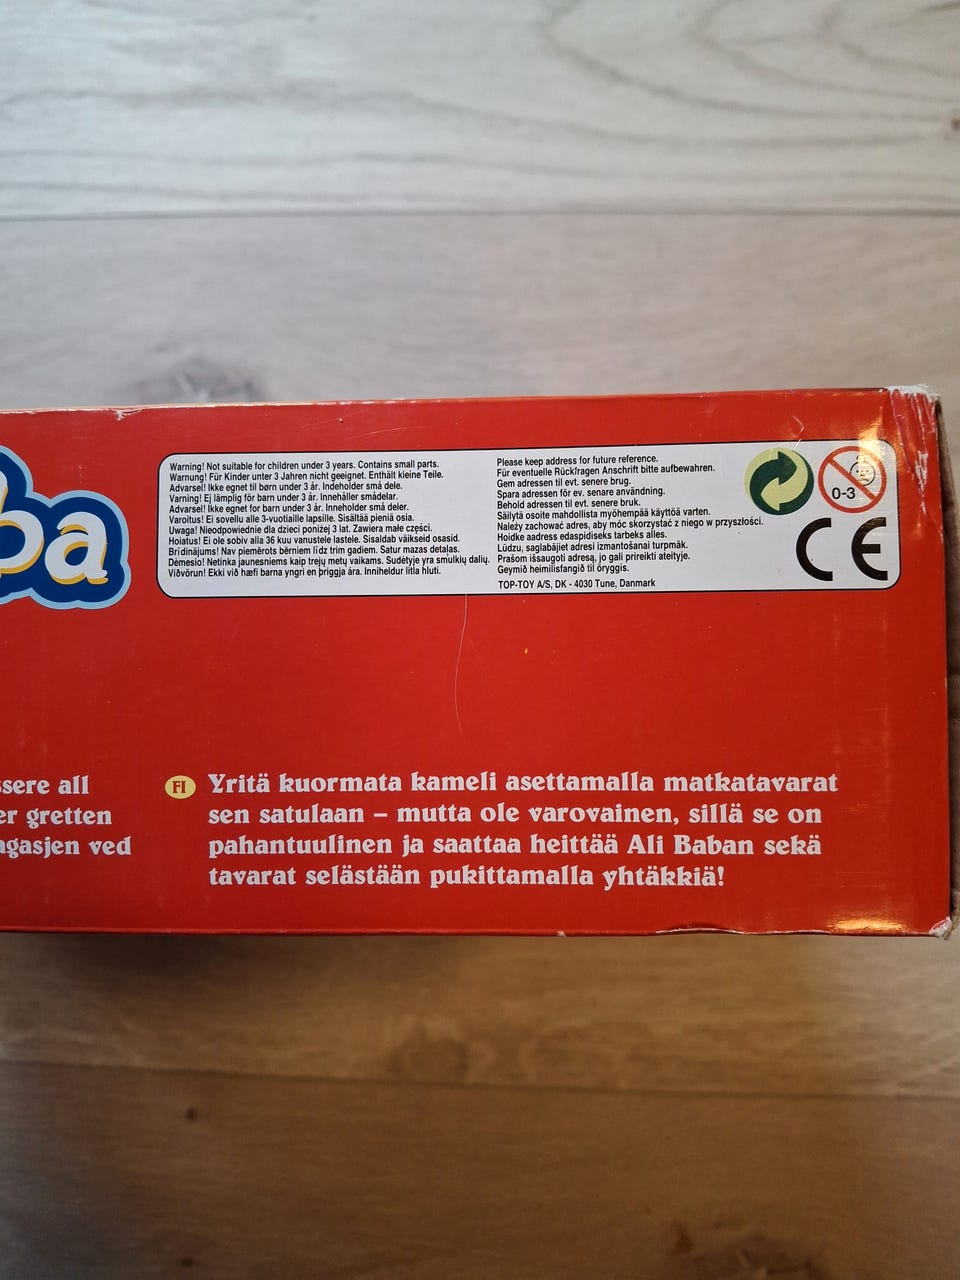 ba
Warning! Not suitable for children under 3 years. Contains small parts.
Warnung! Für Kinder unter 3 Jahren nicht geeignet. Enthält kleine Teile.
Advarsel! Ikke egnet til børn under 3 år. Indeholder små dele.
Varning! Ej lämplig för barn under 3 år. Innehåller smådelar.
Advarsel! Ikke egnet for barn under 3 år. Inneholder små deler.
Varoitus! Ei sovellu alle 3-vuotiaille lapsille. Sisältää pieniä osia.
Uwaga! Nieodpowiednie dla dzieci poniżej 3 lat. Zawiera małe części.
Hoiatus! Ei ole sobiv alla 36 kuu vanustele lastele. Sisaldab väikseid osasid.
Brīdinājums! Nav piemērots bērniem līdz trim gadiem. Satur mazas detaļas.
Dėmesio! Netinka jaunesniems kaip trejų metų vaikams. Sudėtyje yra smulkių dalių.
Viðvörun! Ekki við hæfi barna yngri en þriggja ára. Inniheldur litla hluti.
Please keep address for future reference.
Für eventuelle Rückfragen Anschrift bitte aufbewahren.
Gem adressen til evt. senere brug.
Spara adressen för ev. senare användning.
Behold adressen til evt. senere bruk.
Säilytä osoite mahdollista myöhempää käyttöä varten.
Należy zachować adres, aby móc skorzystać z niego w przyszłości.
Hoidke aadress edaspidiseks tarbeks alles.
Lūdzu, saglabājiet adresi izmantošanai turpmāk.
Prašom išsaugoti adresą, jo gali prireikti ateityje.
Geymið heimilisfangið til öryggis.
TOP-TOY A/S, DK - 4030 Tune, Danmark
0-3
CE
ssere all
er gretten
agasjen ved
FI Yritä kuormata kameli asettamalla matkatavarat
sen satulaan – mutta ole varovainen, sillä se on
pahantuulinen ja saattaa heittää Ali Baban sekä
tavarat selästään pukittamalla yhtäkkiä!